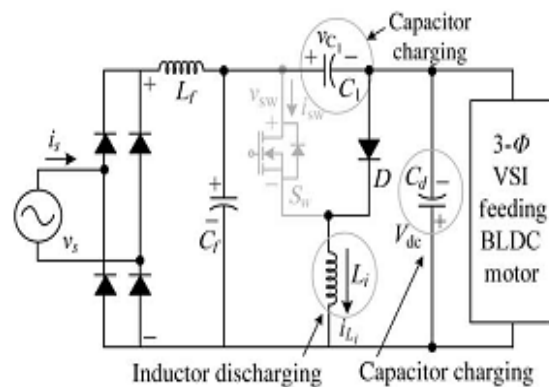 Capacitor
charging
+ v_C₁ −
C₁
+
L_f
v_sw
i_sw
+
−
S_w
i_s
v_s
+
−
C_f
D
C_d −
+
V_dc
3-Φ
VSI
feeding
BLDC
motor
L_i
i_Li
−
Inductor discharging
Capacitor charging